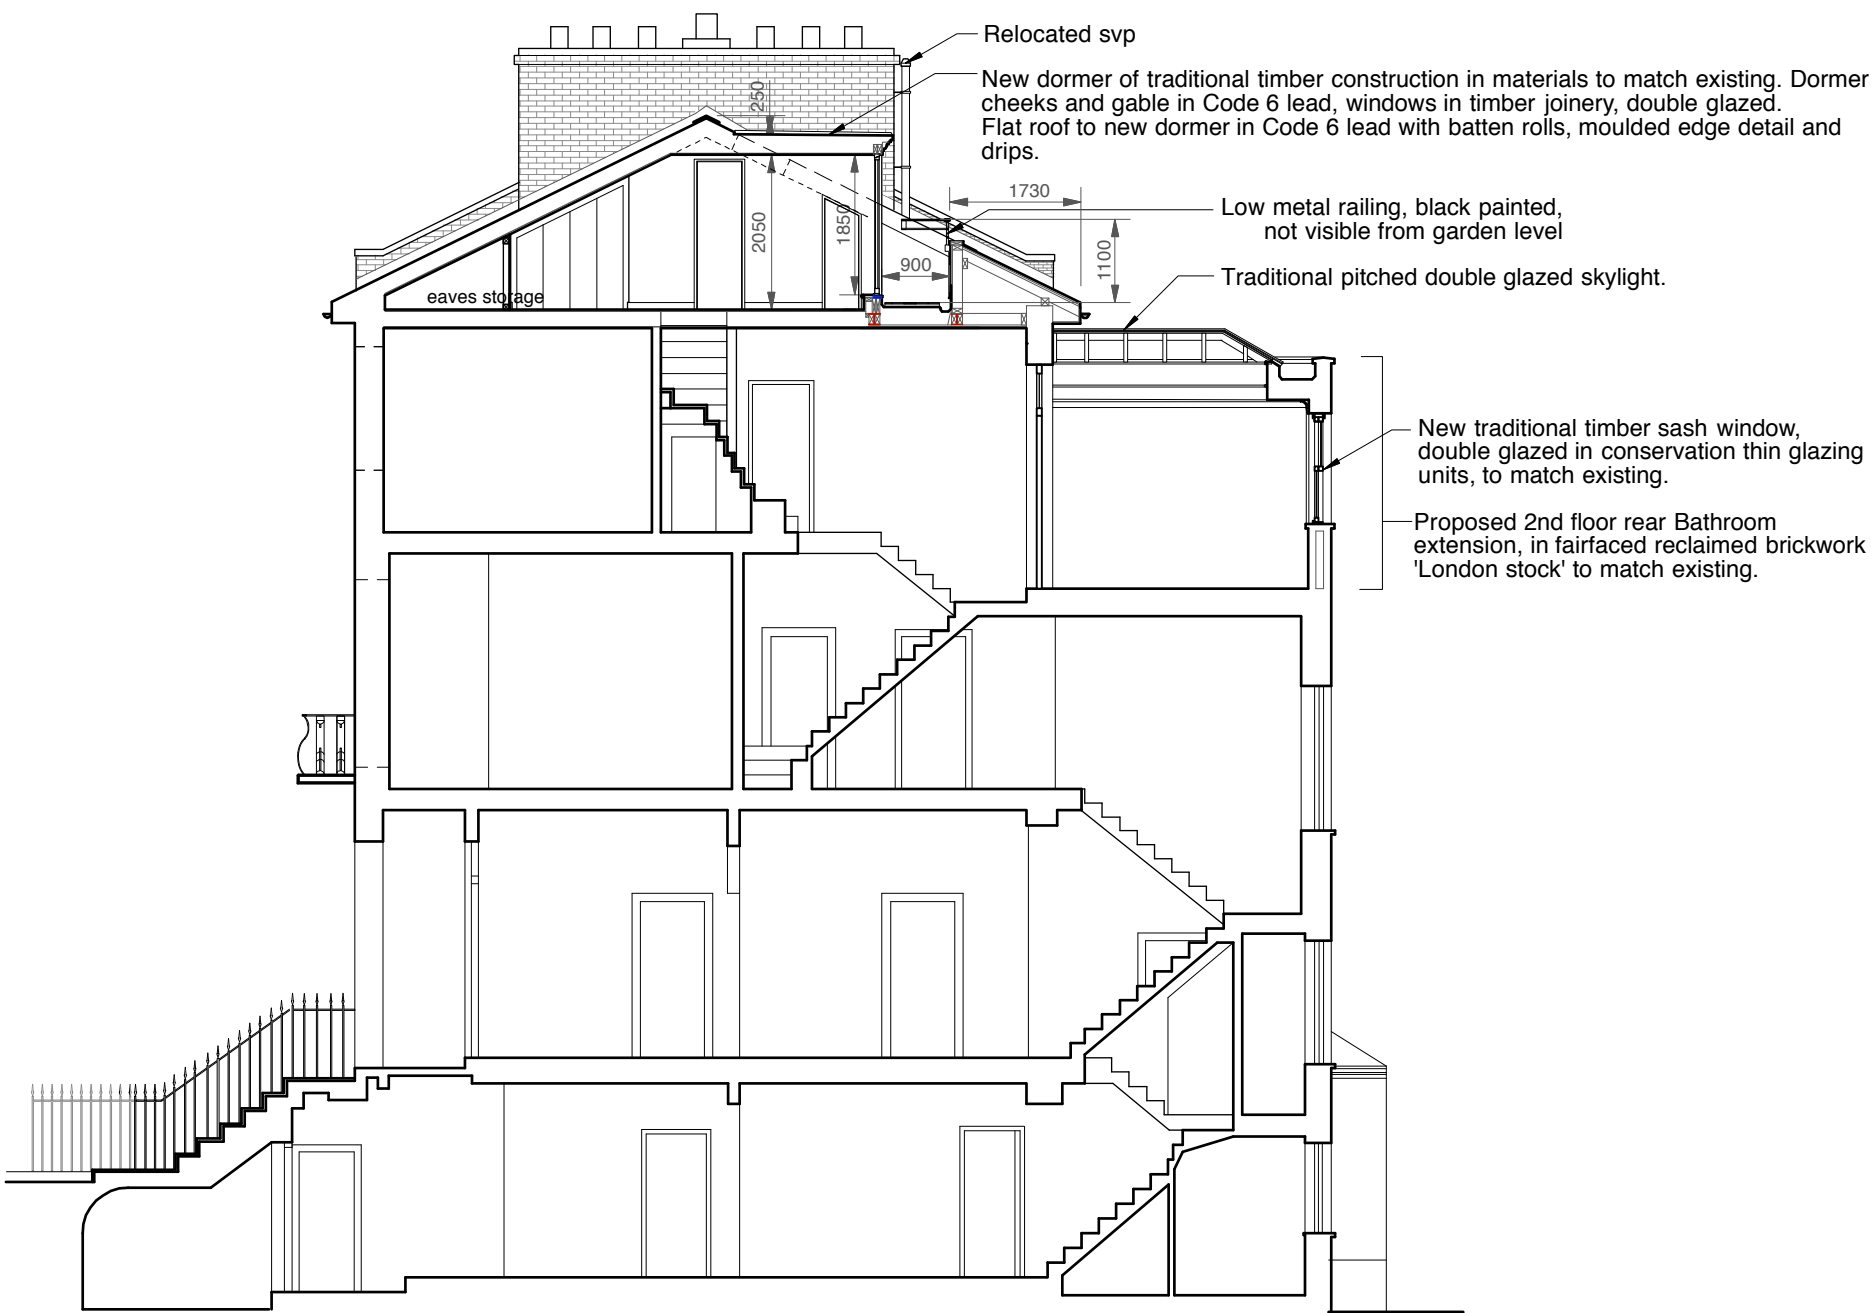 Relocated svp
New dormer of traditional timber construction in materials to match existing. Dormer
cheeks and gable in Code 6 lead, windows in timber joinery, double glazed.
Flat roof to new dormer in Code 6 lead with batten rolls, moulded edge detail and
drips.
250
1730
Low metal railing, black painted,
not visible from garden level
2050
1850
900
1100
Traditional pitched double glazed skylight.
eaves storage
New traditional timber sash window,
double glazed in conservation thin glazing
units, to match existing.
Proposed 2nd floor rear Bathroom
extension, in fairfaced reclaimed brickwork
'London stock' to match existing.